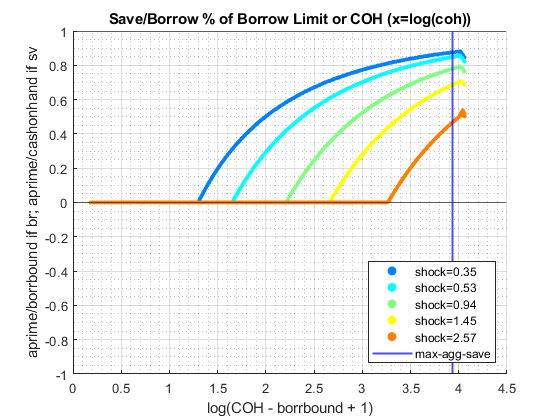 Save/Borrow % of Borrow Limit or COH (x=log(coh))
aprime/borrbound if br; aprime/cashonhand if sv
1
0.8
0.6
0.4
0.2
0
-0.2
-0.4
-0.6
-0.8
-1
shock=0.35
shock=0.53
shock=0.94
shock=1.45
shock=2.57
max-agg-save
0 0.5 1 1.5 2 2.5 3 3.5 4 4.5
log(COH - borrbound + 1)